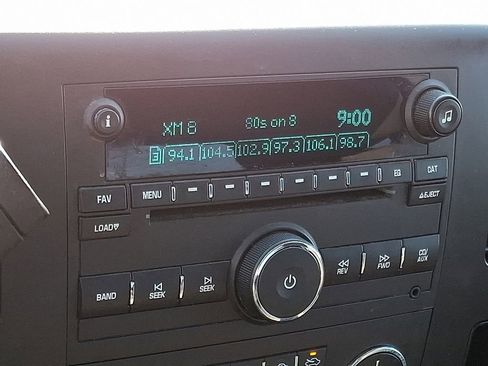 XM 8 80s on 8 9:00
3 94.1 104.5 102.9 97.3 106.1 98.7
i
FAV MENU EQ CAT
LOAD EJECT
BAND SEEK SEEK REV FWD CD/AUX